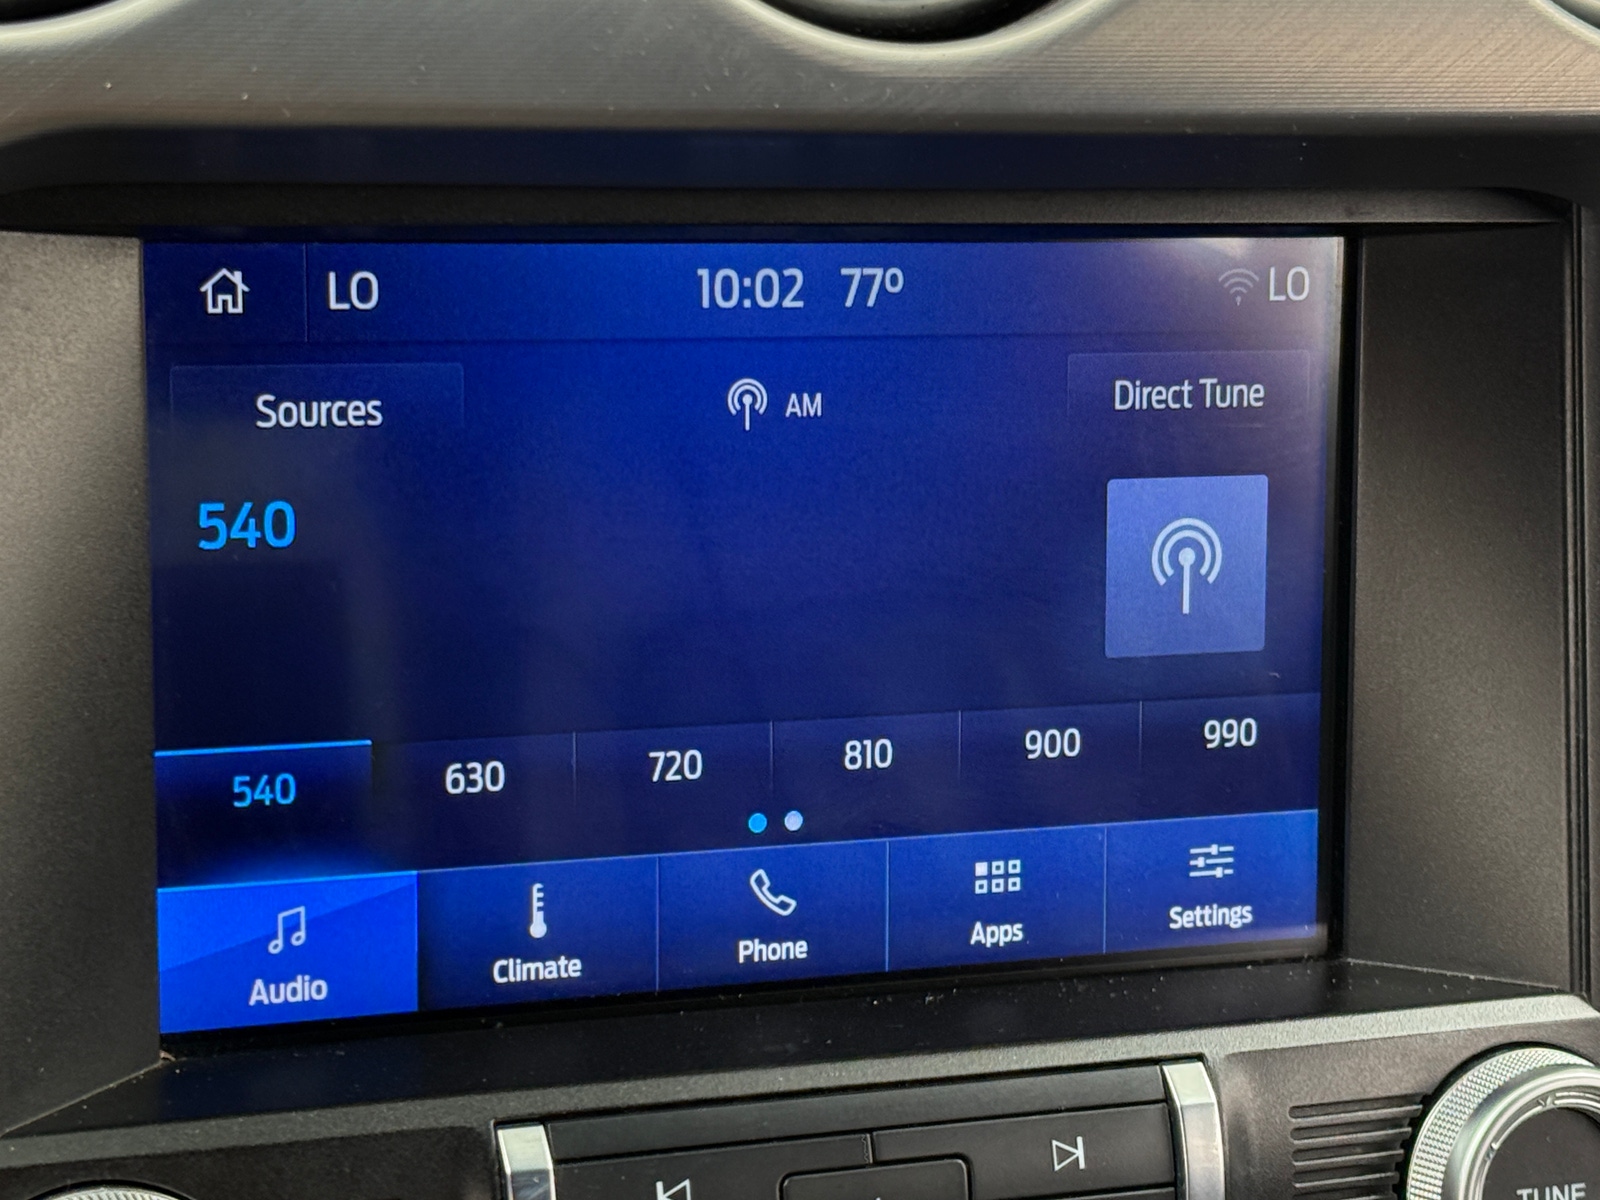 LO 10:02 77° LO
Sources AM Direct Tune
540
540 630 720 810 900 990
Audio Climate Phone Apps Settings
TUNE